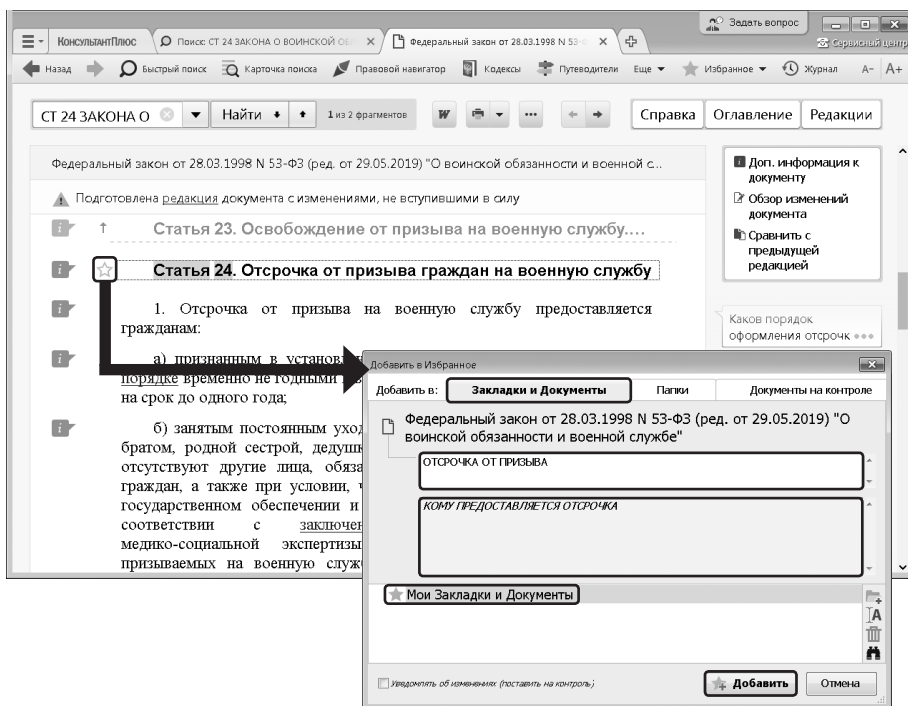 Задать вопрос
КонсультантПлюс
Поиск: СТ 24 ЗАКОНА О ВОИНСКОЙ ОБ
Федеральный закон от 28.03.1998 N 53-Ф
Сервисный центр
Назад
Быстрый поиск
Карточка поиска
Правовой навигатор
Кодексы
Путеводители
Еще
Избранное
Журнал
А- А+
СТ 24 ЗАКОНА О
Найти
1 из 2 фрагментов
W
Справка
Оглавление
Редакции
Федеральный закон от 28.03.1998 N 53-ФЗ (ред. от 29.05.2019) "О воинской обязанности и военной с...
Подготовлена редакция документа с изменениями, не вступившими в силу
Статья 23. Освобождение от призыва на военную службу....
Статья 24. Отсрочка от призыва граждан на военную службу
1. Отсрочка от призыва на военную службу предоставляется
гражданам:
а) признанным в установлен
порядке временно не годными
на срок до одного года;
б) занятым постоянным уход
братом, родной сестрой, дедушк
отсутствуют другие лица, обяза
граждан, а также при условии, ч
государственном обеспечении и
соответствии с заключен
медико-социальной экспертизы
призываемых на военную служ
Доп. информация к
документу
Обзор изменений
документа
Сравнить с
предыдущей
редакцией
Каков порядок
оформления отсрочк
Добавить в Избранное
Добавить в:
Закладки и Документы
Папки
Документы на контроле
Федеральный закон от 28.03.1998 N 53-ФЗ (ред. от 29.05.2019) "О
воинской обязанности и военной службе"
ОТСРОЧКА ОТ ПРИЗЫВА
КОМУ ПРЕДОСТАВЛЯЕТСЯ ОТСРОЧКА
Мои Закладки и Документы
Уведомлять об изменениях (поставить на контроль)
Добавить
Отмена